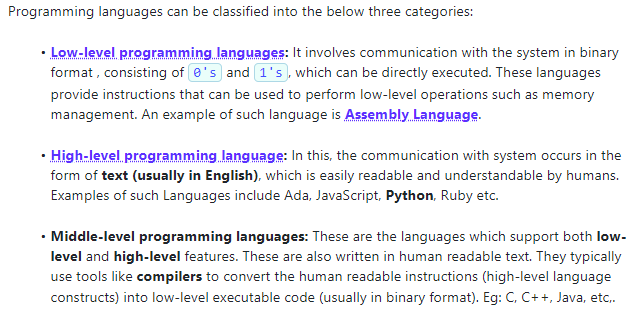 Programming languages can be classified into the below three categories:
• Low-level programming languages: It involves communication with the system in binary
format , consisting of 0's and 1's , which can be directly executed. These languages
provide instructions that can be used to perform low-level operations such as memory
management. An example of such language is Assembly Language.
• High-level programming language: In this, the communication with system occurs in the
form of text (usually in English), which is easily readable and understandable by humans.
Examples of such Languages include Ada, JavaScript, Python, Ruby etc.
• Middle-level programming languages: These are the languages which support both low-
level and high-level features. These are also written in human readable text. They typically
use tools like compilers to convert the human readable instructions (high-level language
constructs) into low-level executable code (usually in binary format). Eg: C, C++, Java, etc,.